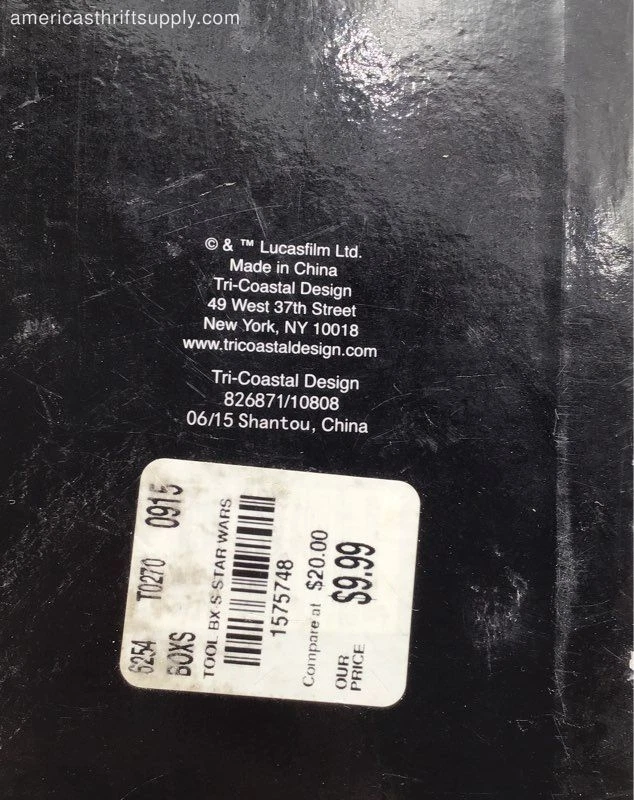 americasthriftsupply.com
© & ™ Lucasfilm Ltd.
Made in China
Tri-Coastal Design
49 West 37th Street
New York, NY 10018
www.tricoastaldesign.com
Tri-Coastal Design
826871/10808
06/15 Shantou, China
6254 T0270 0915
BOXS
TOOL BX-S-STAR WARS
1575748
Compare at $20.00
OUR PRICE $9.99